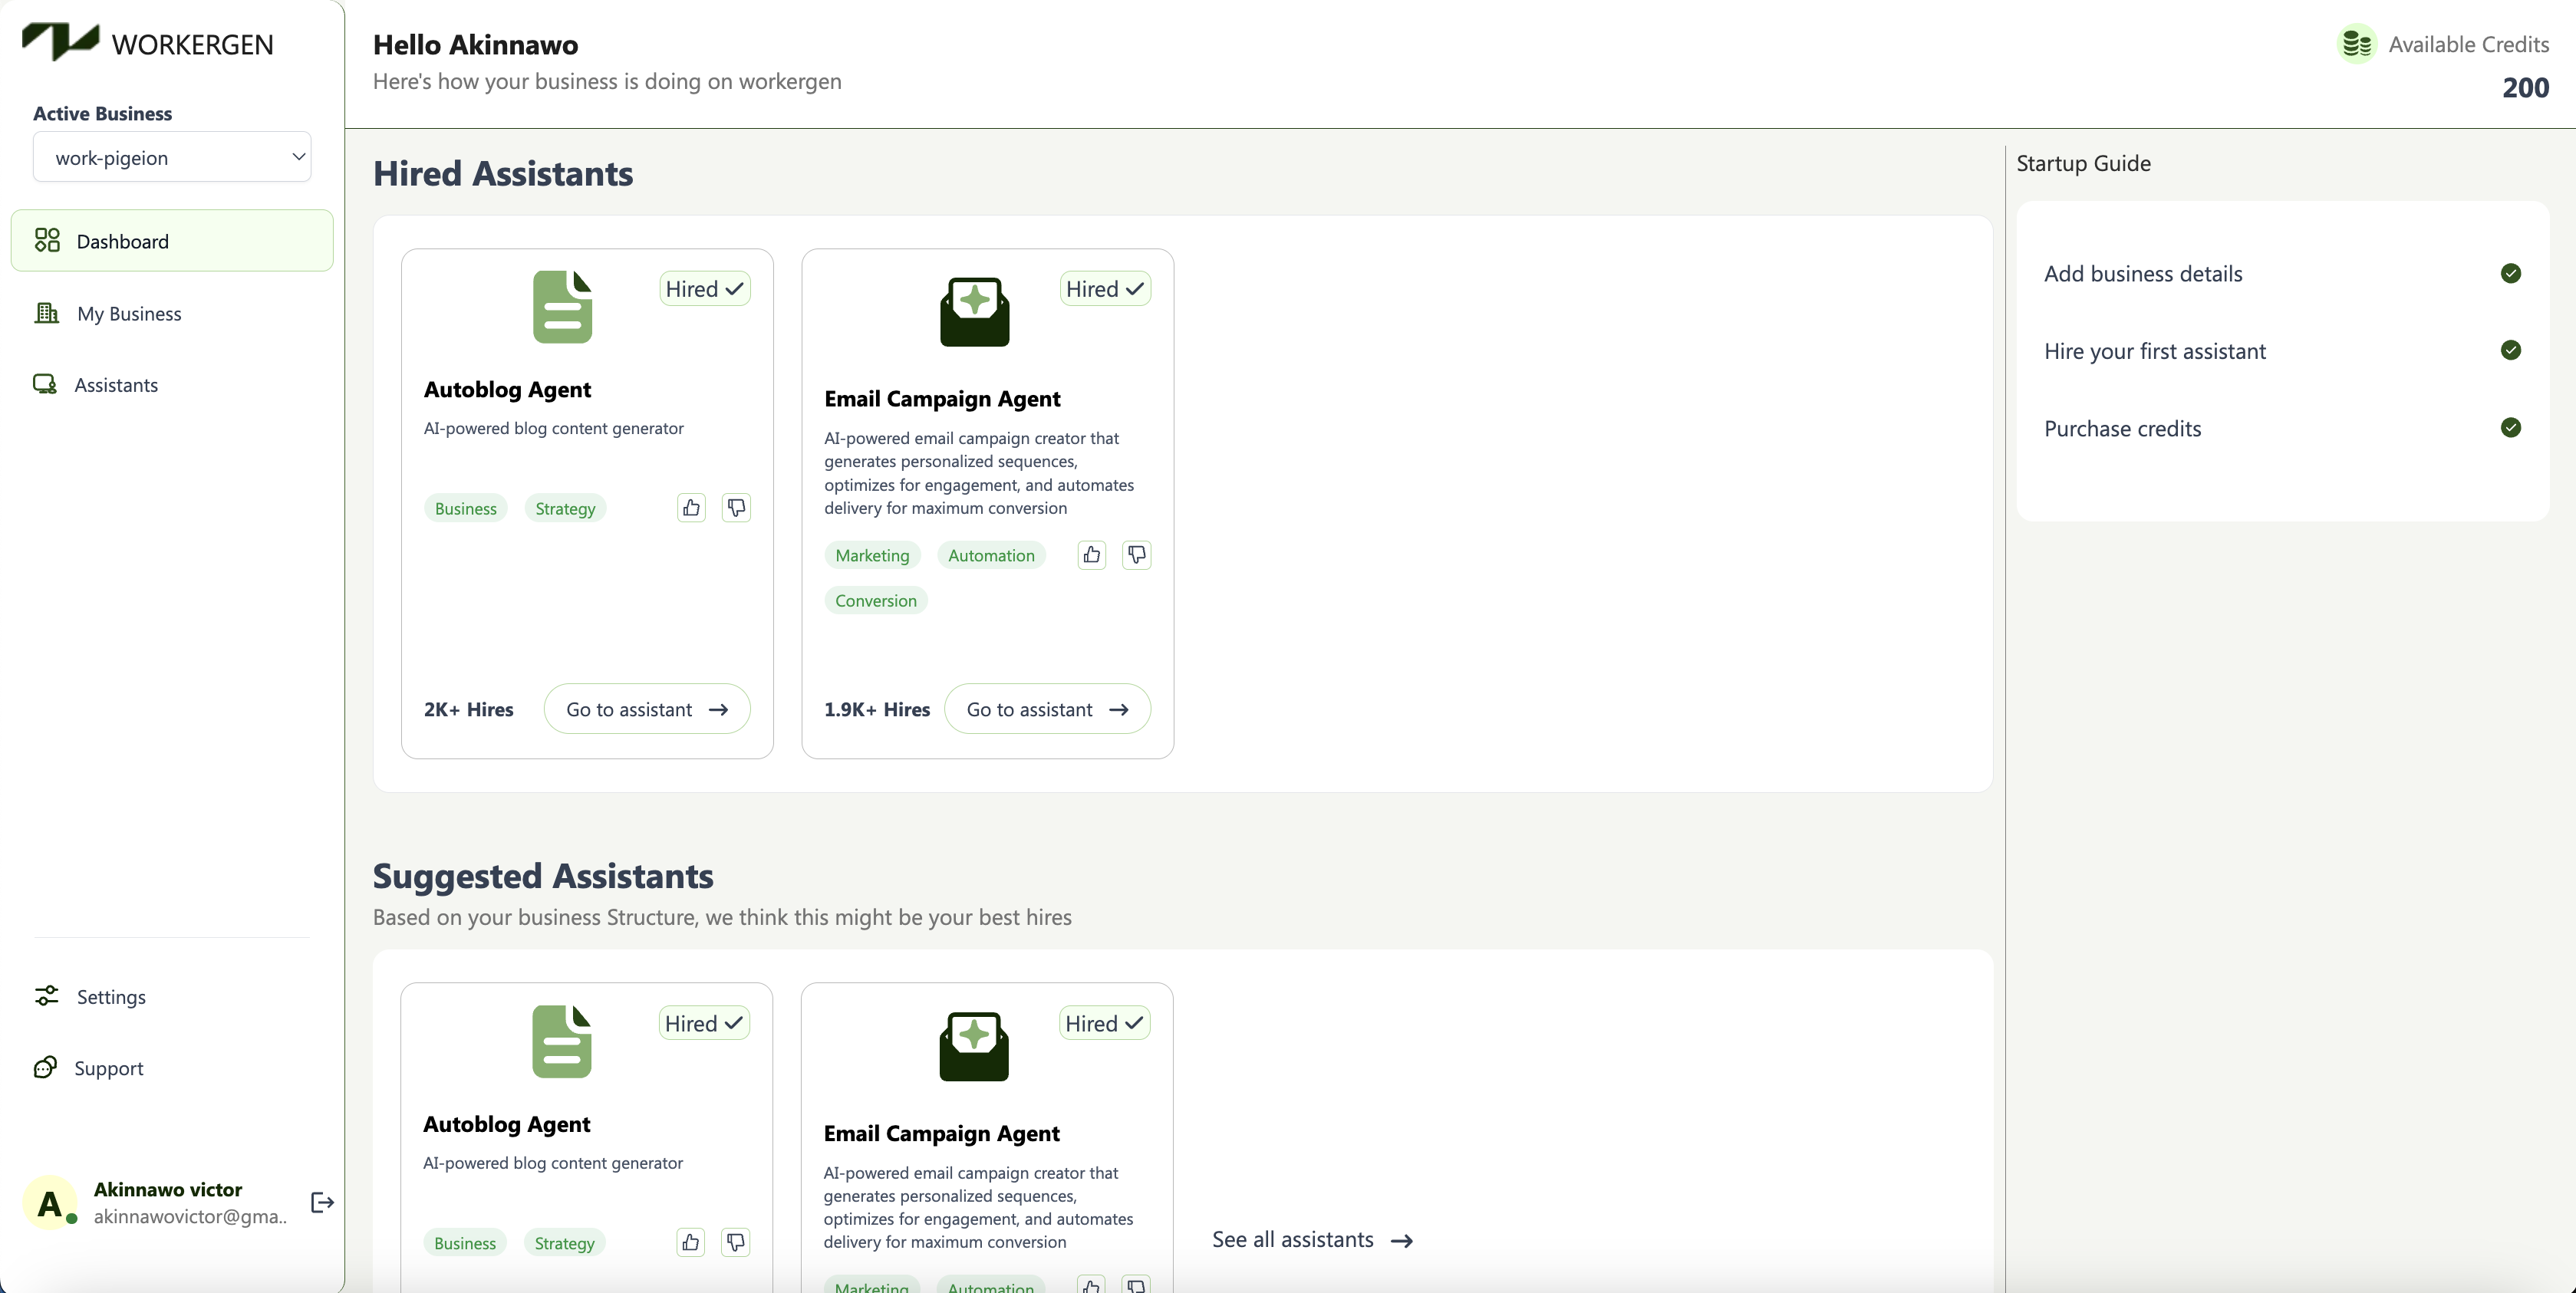 WORKERGEN
Active Business
work-pigeion
Dashboard
My Business
Assistants
Settings
Support
A
Akinnawo victor
akinnawovictor@gma..
Hello Akinnawo
Here's how your business is doing on workergen
Available Credits
200
Hired Assistants
Hired
Autoblog Agent
AI-powered blog content generator
Business Strategy
2K+ Hires Go to assistant
Hired
Email Campaign Agent
AI-powered email campaign creator that
generates personalized sequences,
optimizes for engagement, and automates
delivery for maximum conversion
Marketing Automation
Conversion
1.9K+ Hires Go to assistant
Suggested Assistants
Based on your business Structure, we think this might be your best hires
Hired
Autoblog Agent
AI-powered blog content generator
Business Strategy
Hired
Email Campaign Agent
AI-powered email campaign creator that
generates personalized sequences,
optimizes for engagement, and automates
delivery for maximum conversion
Marketing Automation
See all assistants
Startup Guide
Add business details
Hire your first assistant
Purchase credits